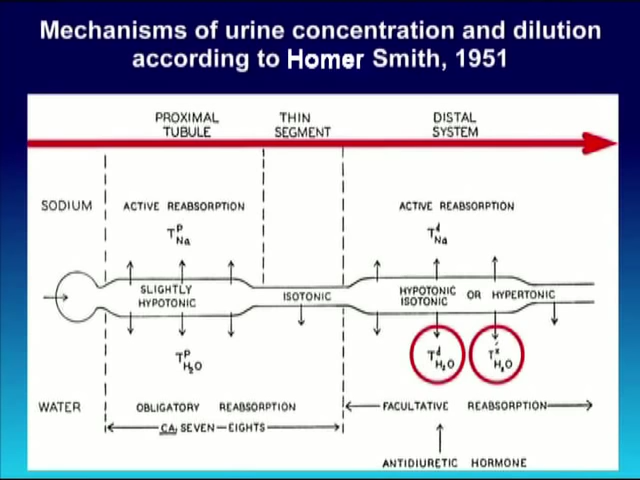 Mechanisms of urine concentration and dilution
according to Homer Smith, 1951
PROXIMAL
TUBULE
THIN
SEGMENT
DISTAL
SYSTEM
SODIUM
ACTIVE REABSORPTION
ACTIVE REABSORPTION
T p Na
T d Na
SLIGHTLY
HYPOTONIC
ISOTONIC
HYPOTONIC
ISOTONIC OR HYPERTONIC
T p H2O
T d H2O
WATER
OBLIGATORY REABSORPTION
FACULTATIVE REABSORPTION
CA. SEVEN-EIGHTS
ANTIDIURETIC HORMONE